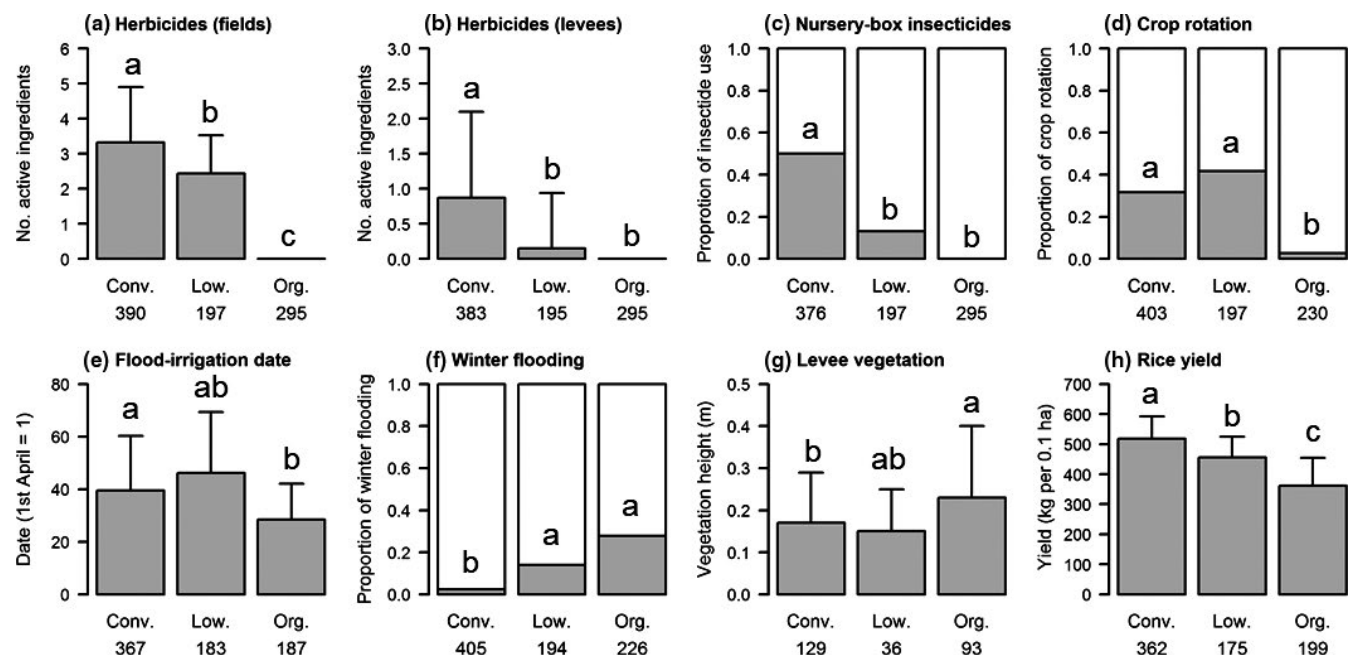 (a) Herbicides (fields)
No. active ingredients
6
5
4
3
2
1
0
a
b
c
Conv. Low. Org.
390 197 295
(b) Herbicides (levees)
No. active ingredients
3.0
2.5
2.0
1.5
1.0
0.5
0.0
a
b
b
Conv. Low. Org.
383 195 295
(c) Nursery-box insecticides
Proprotion of insectide use
1.0
0.8
0.6
0.4
0.2
0.0
a
b
b
Conv. Low. Org.
376 197 295
(d) Crop rotation
Proportion of crop rotation
1.0
0.8
0.6
0.4
0.2
0.0
a
a
b
Conv. Low. Org.
403 197 230
(e) Flood-irrigation date
Date (1st April = 1)
80
60
40
20
0
a
ab
b
Conv. Low. Org.
367 183 187
(f) Winter flooding
Proportion of winter flooding
1.0
0.8
0.6
0.4
0.2
0.0
b
a
a
Conv. Low. Org.
405 194 226
(g) Levee vegetation
Vegetation height (m)
0.5
0.4
0.3
0.2
0.1
0.0
b
ab
a
Conv. Low. Org.
129 36 93
(h) Rice yield
Yield (kg per 0.1 ha)
700
600
500
400
300
200
100
0
a
b
c
Conv. Low. Org.
362 175 199